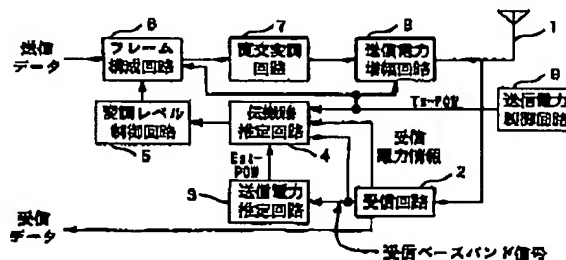 6
7
8
1
送信
データ
フレーム
構成回路
直交変調
回路
送信電力
増幅回路
変調レベル
制御回路
5
伝搬路
推定回路
4
Ts-POW
9
送信電力
制御回路
受信
電力情報
Est-
POW
2
3
送信電力
推定回路
受信回路
受信
データ
受信ベースバンド信号